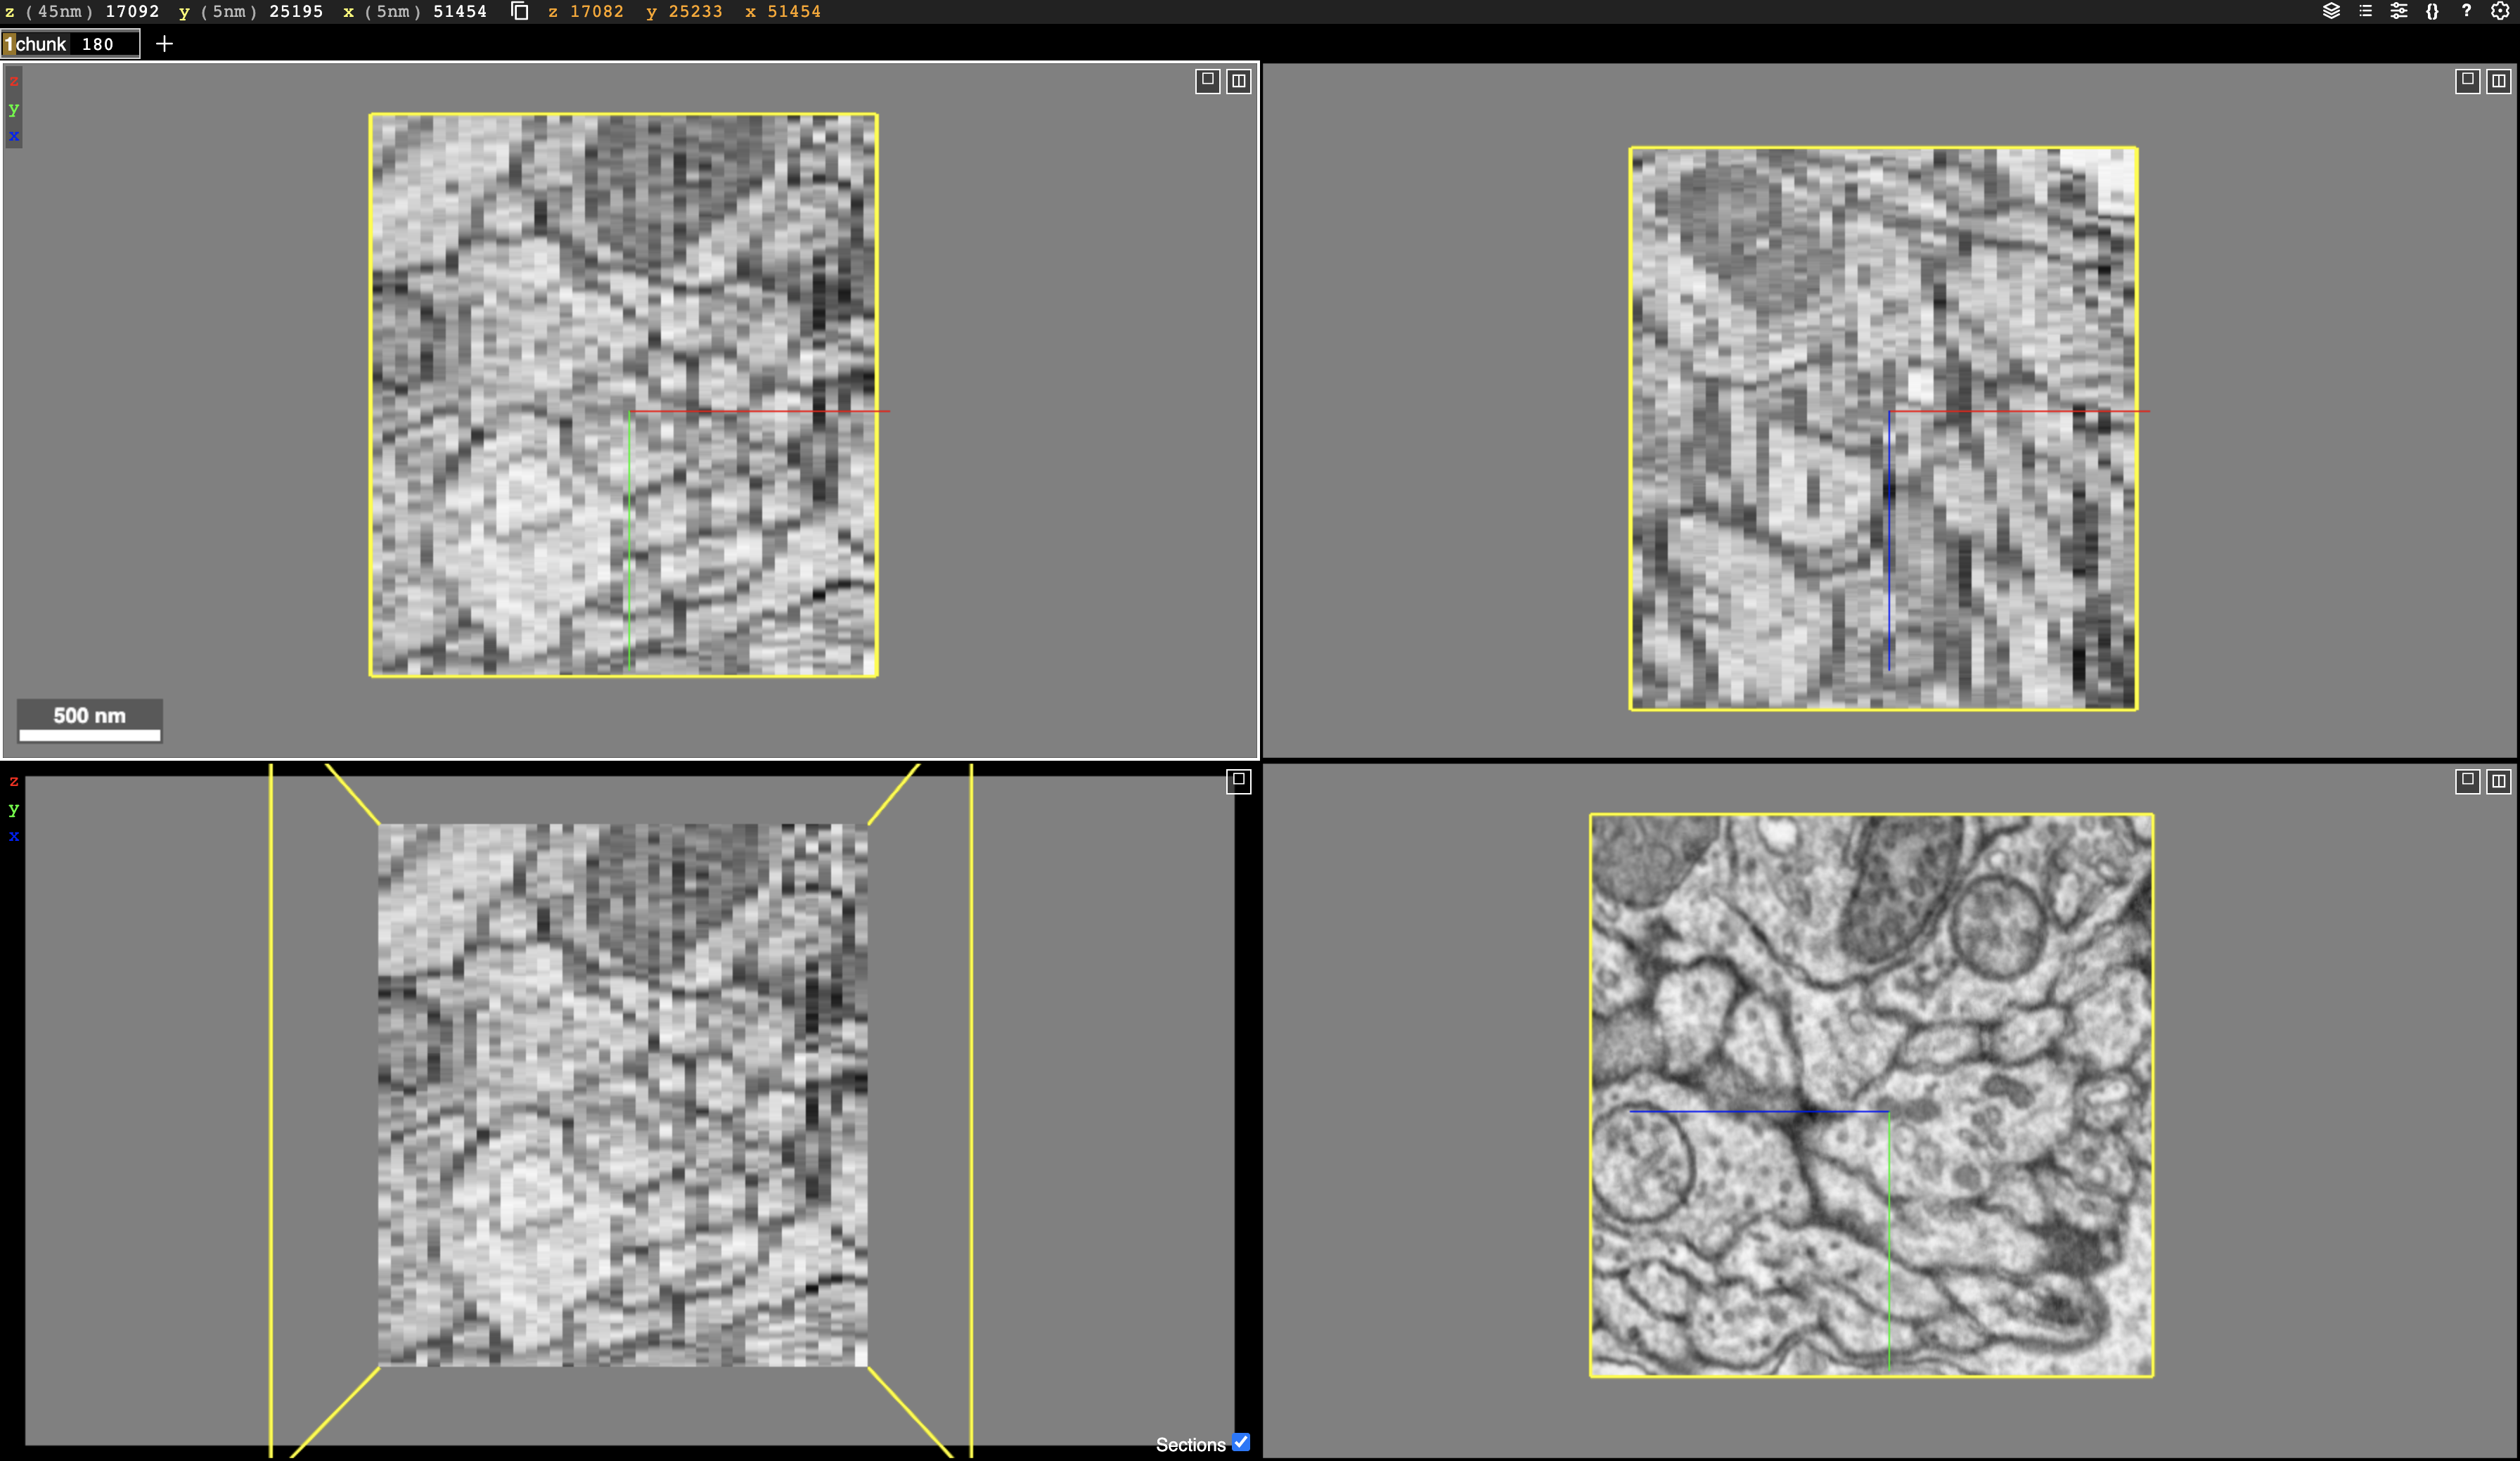 z (45nm) 17092 y (5nm) 25195 x (5nm) 51454 z 17082 y 25233 x 51454 {} ?
1 chunk 180 +
z
y
x
500 nm
z
y
x
Sections